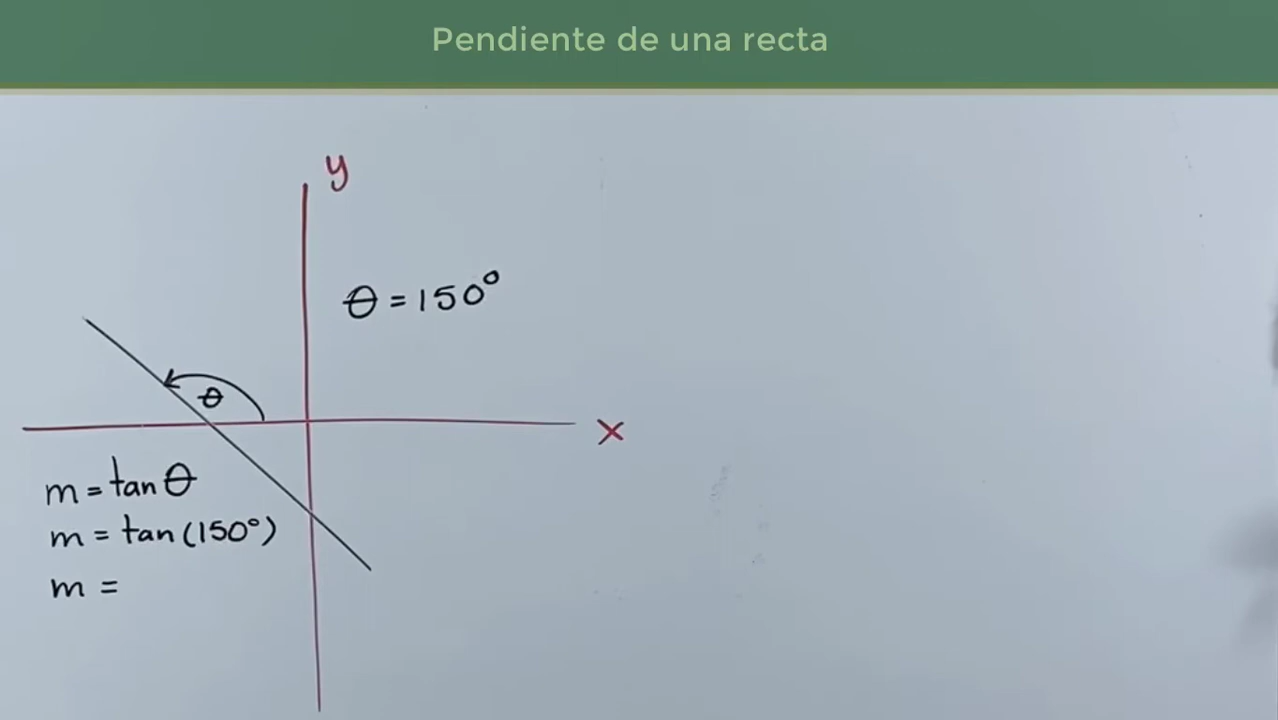 Pendiente de una recta
y
θ = 150°
θ
x
m = tan θ
m = tan (150°)
m =